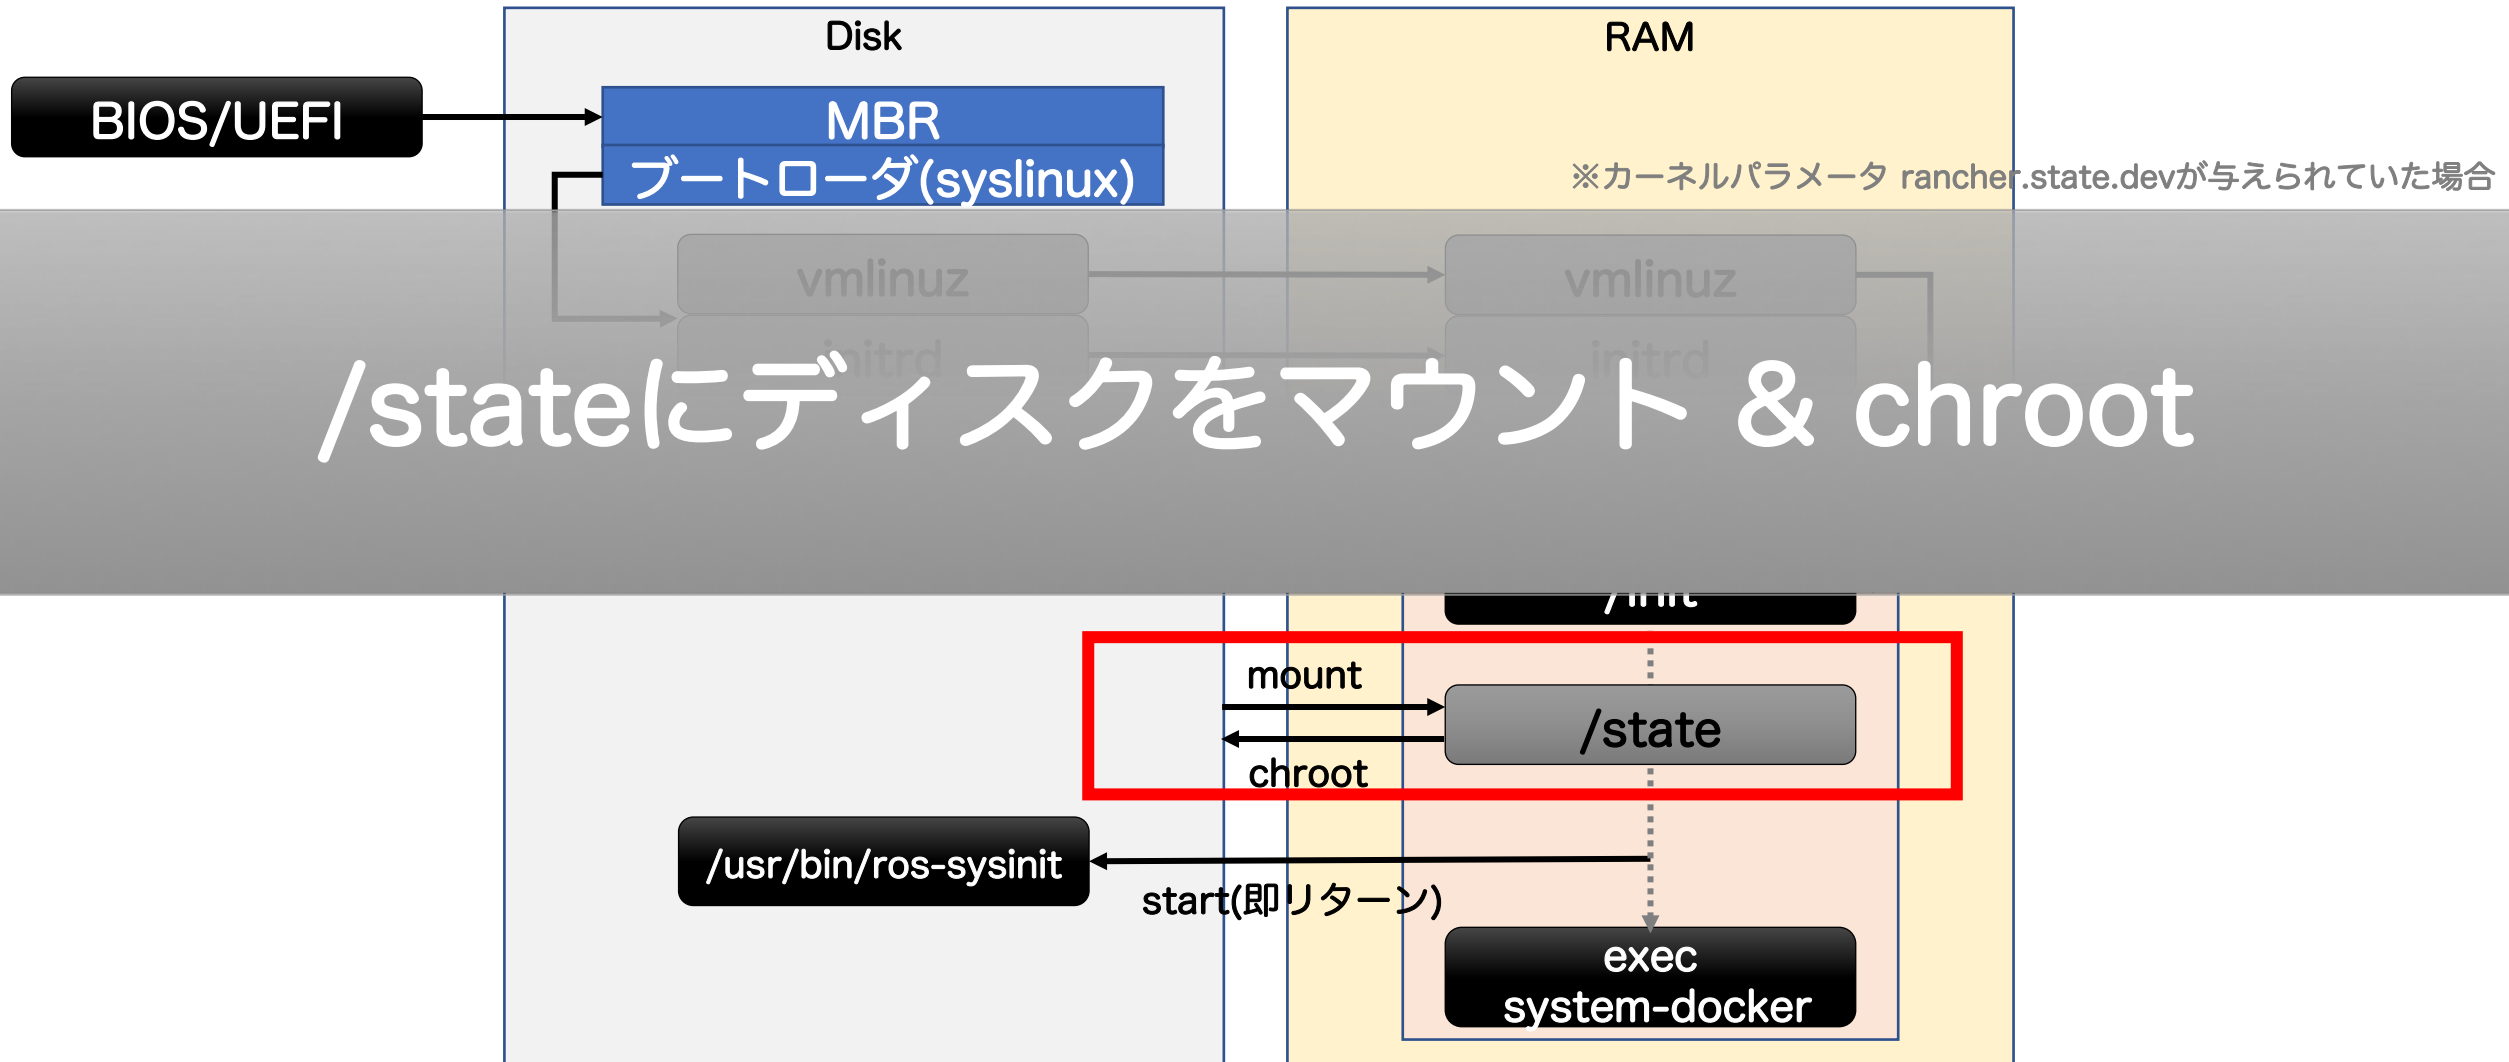 Disk
RAM
BIOS/UEFI
MBR
ブートローダ(syslinux)
※カーネルパラメータ rancher.state.devが与えられていた場合
vmlinuz
vmlinuz
initrd
initrd
/stateにディスクをマウント & chroot
/init
mount
/state
chroot
/usr/bin/ros-sysinit
start(即リターン)
exec
system-docker